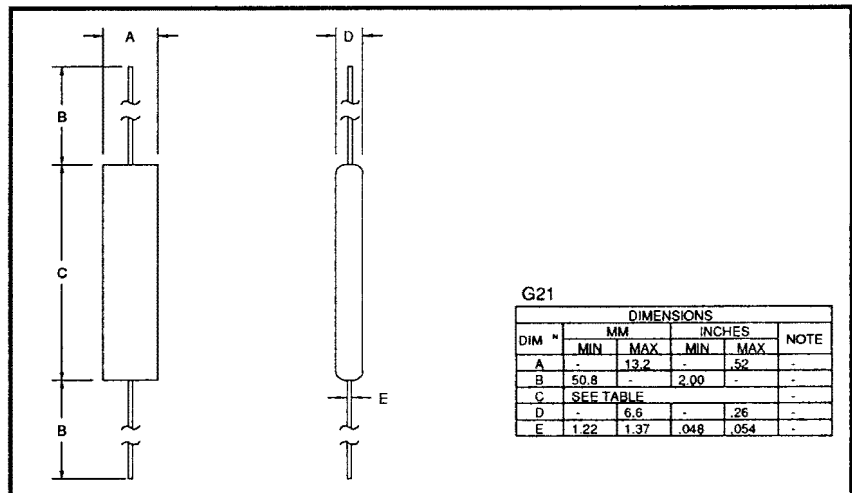 A
D
B
C
B
E
G21
DIMENSIONS
DIM N MM INCHES NOTE
MIN MAX MIN MAX
A - 13.2 - .52 -
B 50.8 - 2.00 - -
C SEE TABLE -
D - 6.6 - .26 -
E 1.22 1.37 .048 .054 -